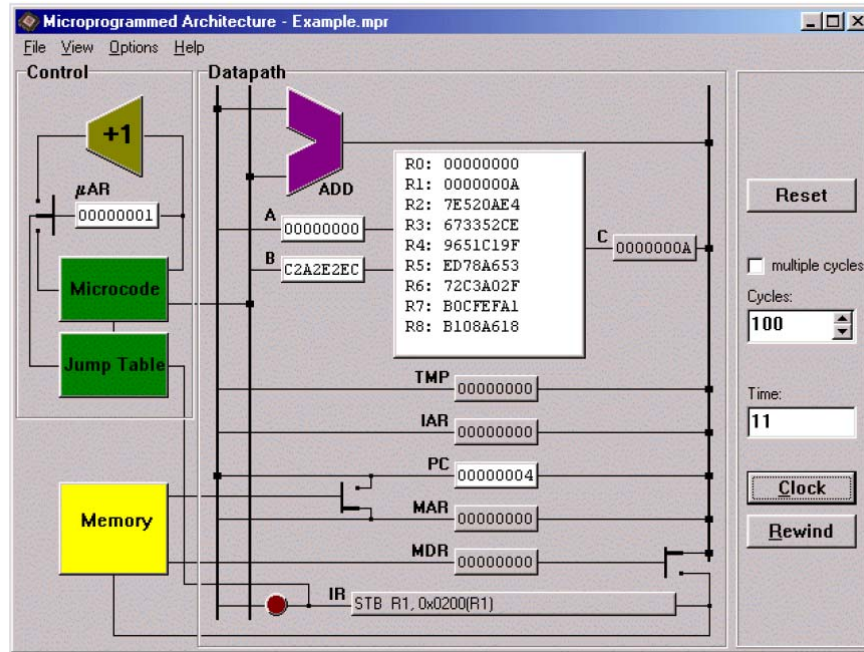 Microprogrammed Architecture - Example.mpr
File View Options Help
Control
Datapath
+1
µAR
00000001
Microcode
Jump Table
Memory
ADD
A 00000000
B C2A2E2EC
R0: 00000000
R1: 0000000A
R2: 7E520AE4
R3: 673352CE
R4: 9651C19F
R5: ED78A653
R6: 72C3A02F
R7: B0CFEFA1
R8: B108A618
C 0000000A
TMP 00000000
IAR 00000000
PC 00000004
MAR 00000000
MDR 00000000
IR STB R1, 0x0200(R1)
Reset
multiple cycles
Cycles:
100
Time:
11
Clock
Rewind